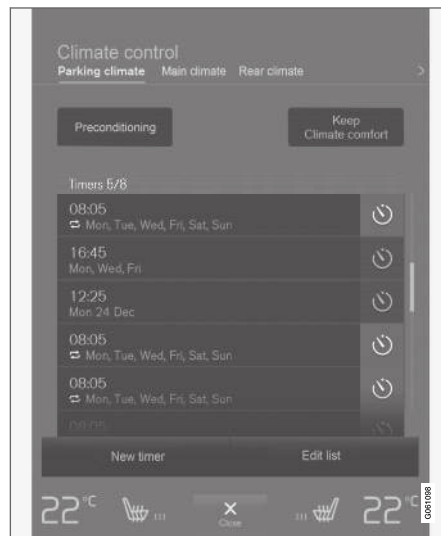 Climate control
Parking climate Main climate Rear climate
Preconditioning
Keep
Climate comfort
Timers 5/8
08:05
Mon, Tue, Wed, Fri, Sat, Sun
16:45
Mon, Wed, Fri
12:25
Mon 24 Dec
08:05
Mon, Tue, Wed, Fri, Sat, Sun
08:05
Mon, Tue, Wed, Fri, Sat, Sun
08:05
New timer Edit list
22°C 22°C
Close
G061098